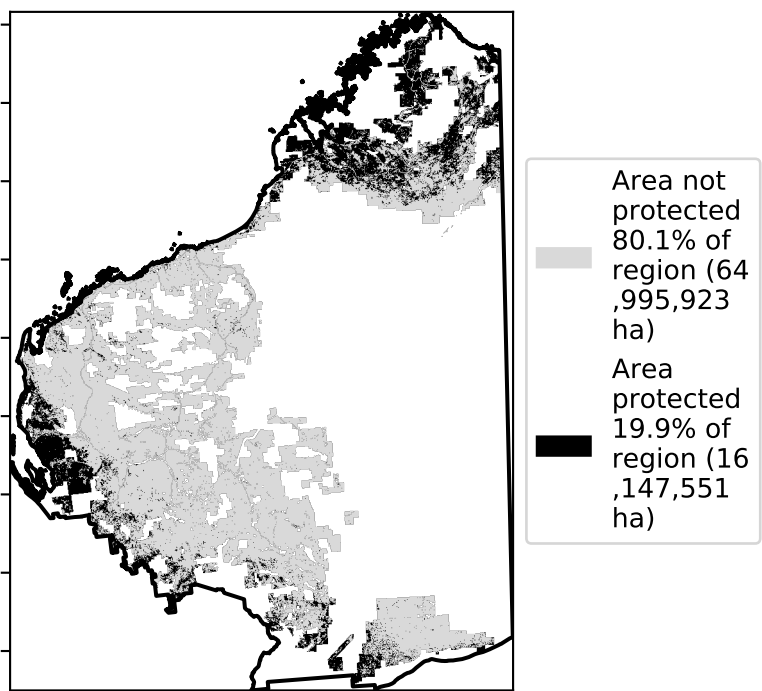 Area not
protected
80.1% of
region (64
,995,923
ha)
Area
protected
19.9% of
region (16
,147,551
ha)